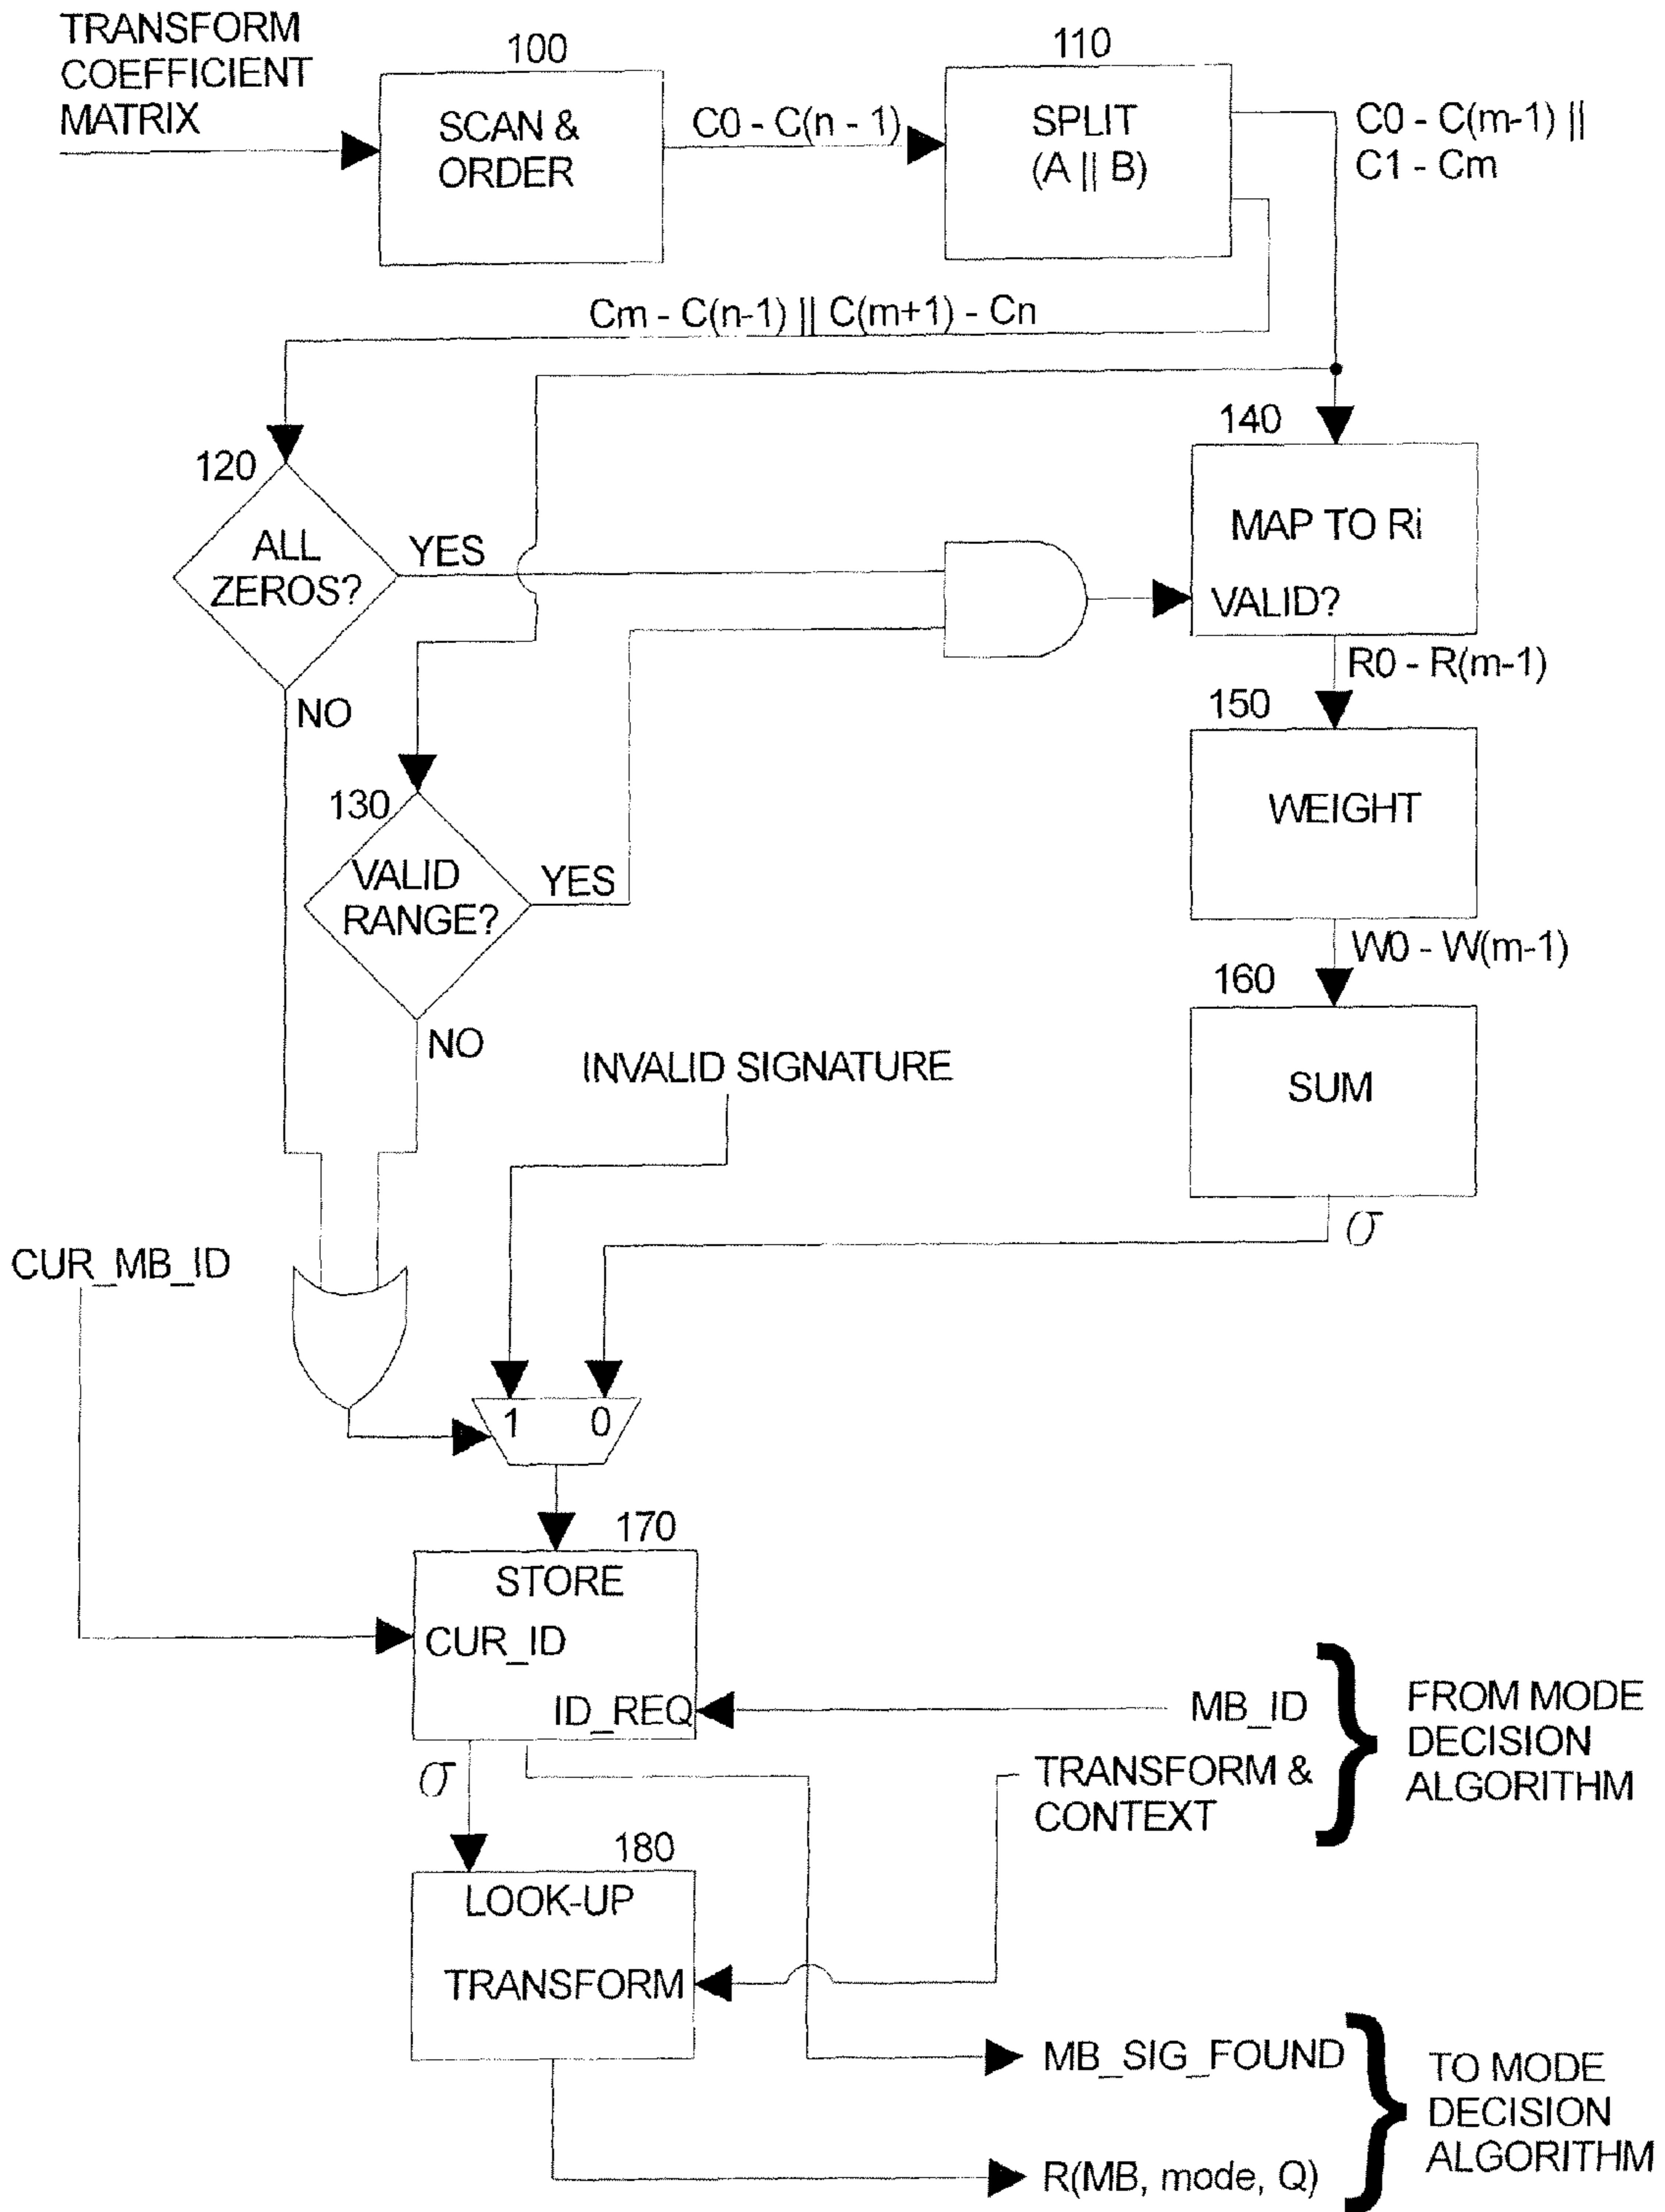 TRANSFORM
COEFFICIENT
MATRIX
100
SCAN &
ORDER
C0 - C(n - 1)
110
SPLIT
(A || B)
C0 - C(m-1) ||
C1 - Cm
Cm - C(n-1) || C(m+1) - Cn
120
ALL
ZEROS?
YES
NO
140
MAP TO Ri
VALID?
R0 - R(m-1)
130
VALID
RANGE?
YES
NO
150
WEIGHT
W0 - W(m-1)
160
SUM
σ
INVALID SIGNATURE
CUR_MB_ID
1 0
170
STORE
CUR_ID
ID_REQ
MB_ID
TRANSFORM &
CONTEXT
FROM MODE
DECISION
ALGORITHM
σ
180
LOOK-UP
TRANSFORM
MB_SIG_FOUND
R(MB, mode, Q)
TO MODE
DECISION
ALGORITHM